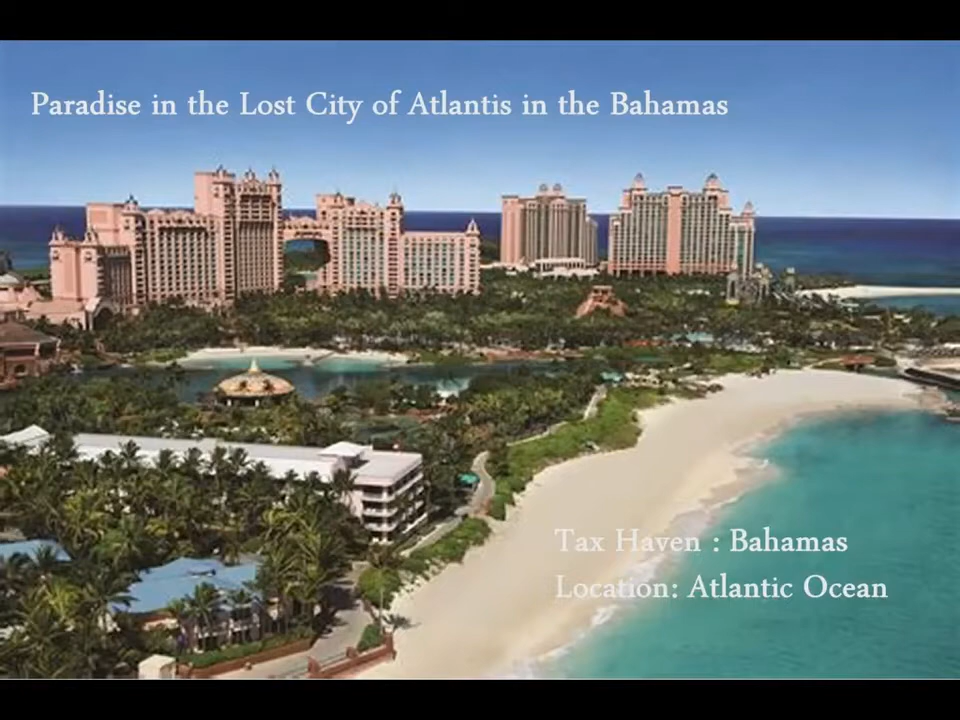 Paradise in the Lost City of Atlantis in the Bahamas
Tax Haven : Bahamas
Location: Atlantic Ocean